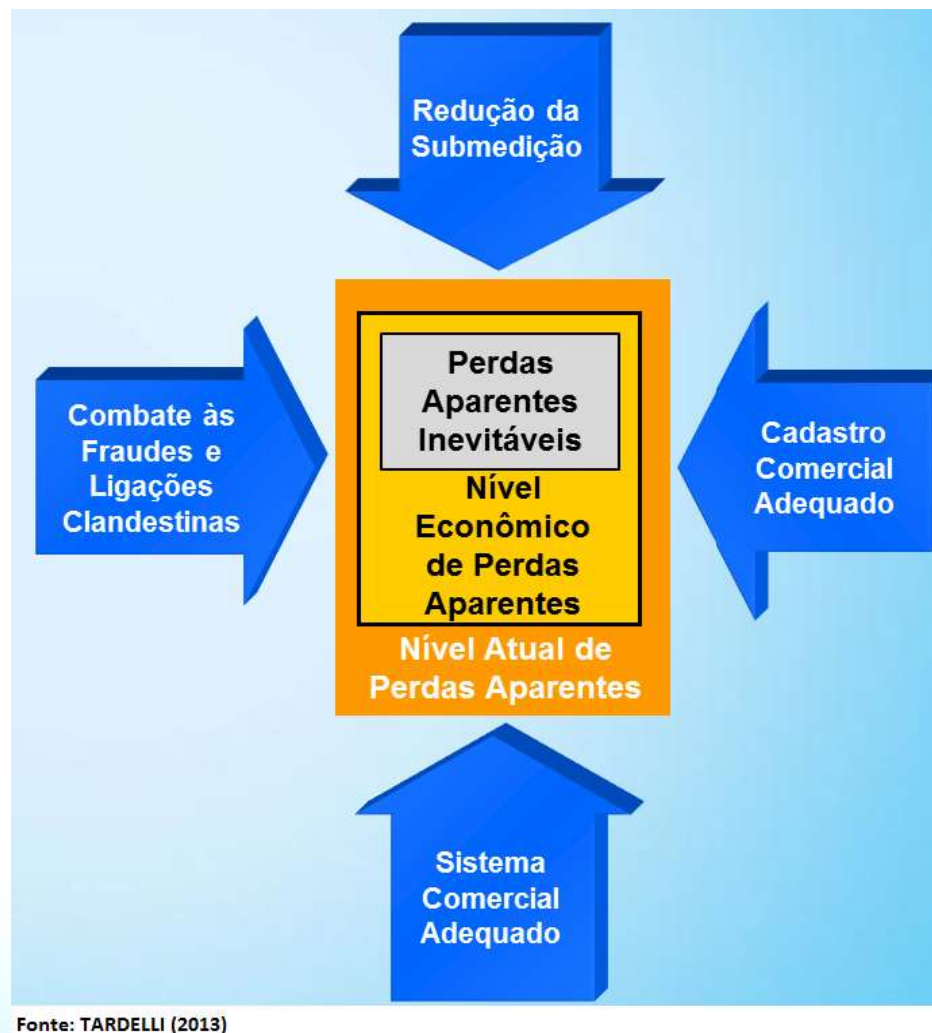 Redução da
Submedição
Combate às
Fraudes e
Ligações
Clandestinas
Perdas
Aparentes
Inevitáveis
Nível
Econômico
de Perdas
Aparentes
Nível Atual de
Perdas Aparentes
Cadastro
Comercial
Adequado
Sistema
Comercial
Adequado
Fonte: TARDELLI (2013)